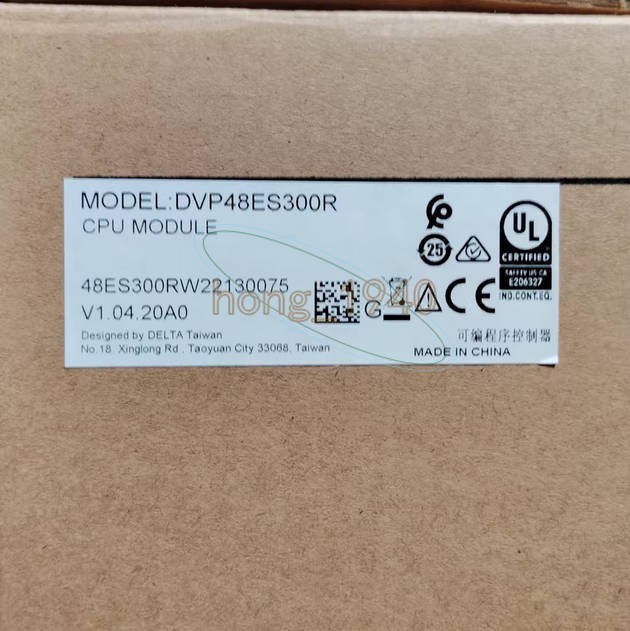 MODEL:DVP48ES300R
CPU MODULE
48ES300RW22130075
V1.04.20A0
Designed by DELTA Taiwan
No.18, Xinglong Rd., Taoyuan City 33068, Taiwan
25
UL
CERTIFIED
SAFETY US CA
E206327
IND.CONT.EQ.
CE
可编程序控制器
MADE IN CHINA